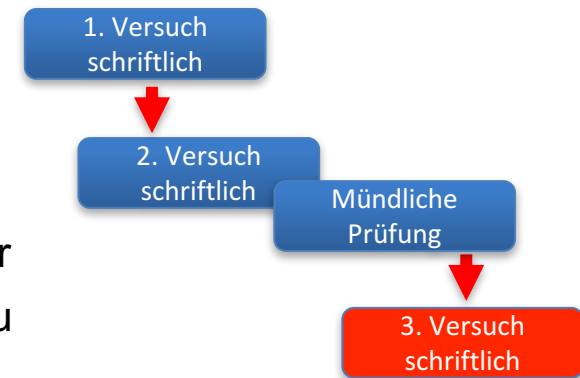 1. Versuch
schriftlich
2. Versuch
schriftlich
Mündliche
Prüfung
3. Versuch
schriftlich